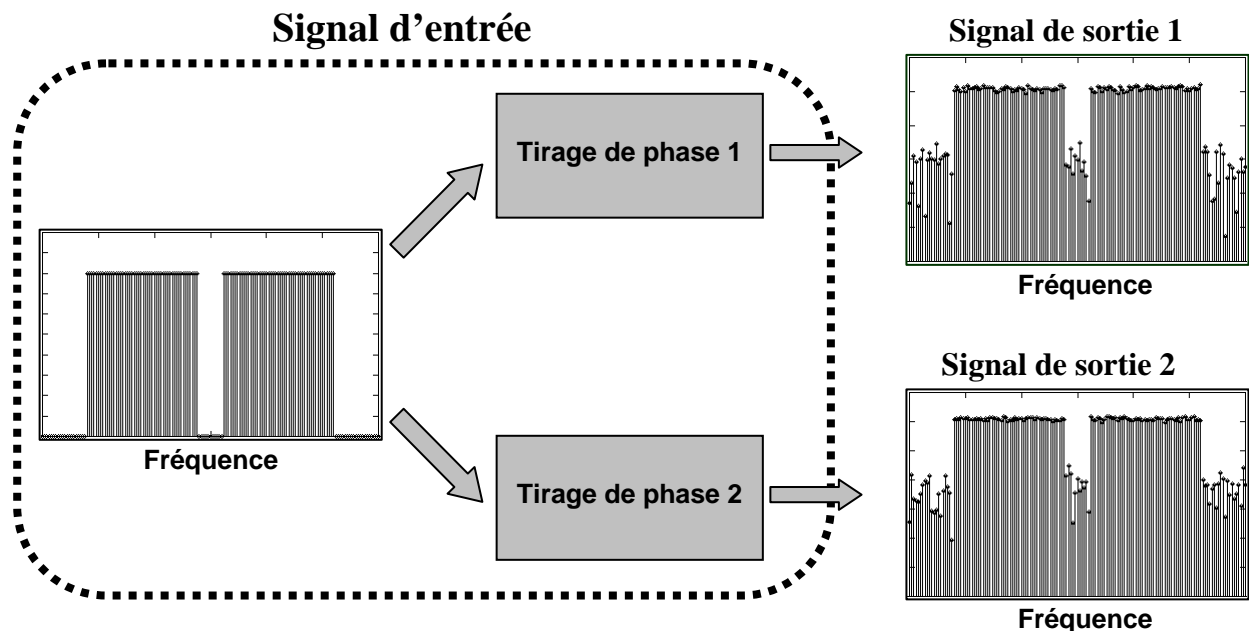 Signal d’entrée
Signal de sortie 1
Tirage de phase 1
Fréquence
Signal de sortie 2
Fréquence
Tirage de phase 2
Fréquence